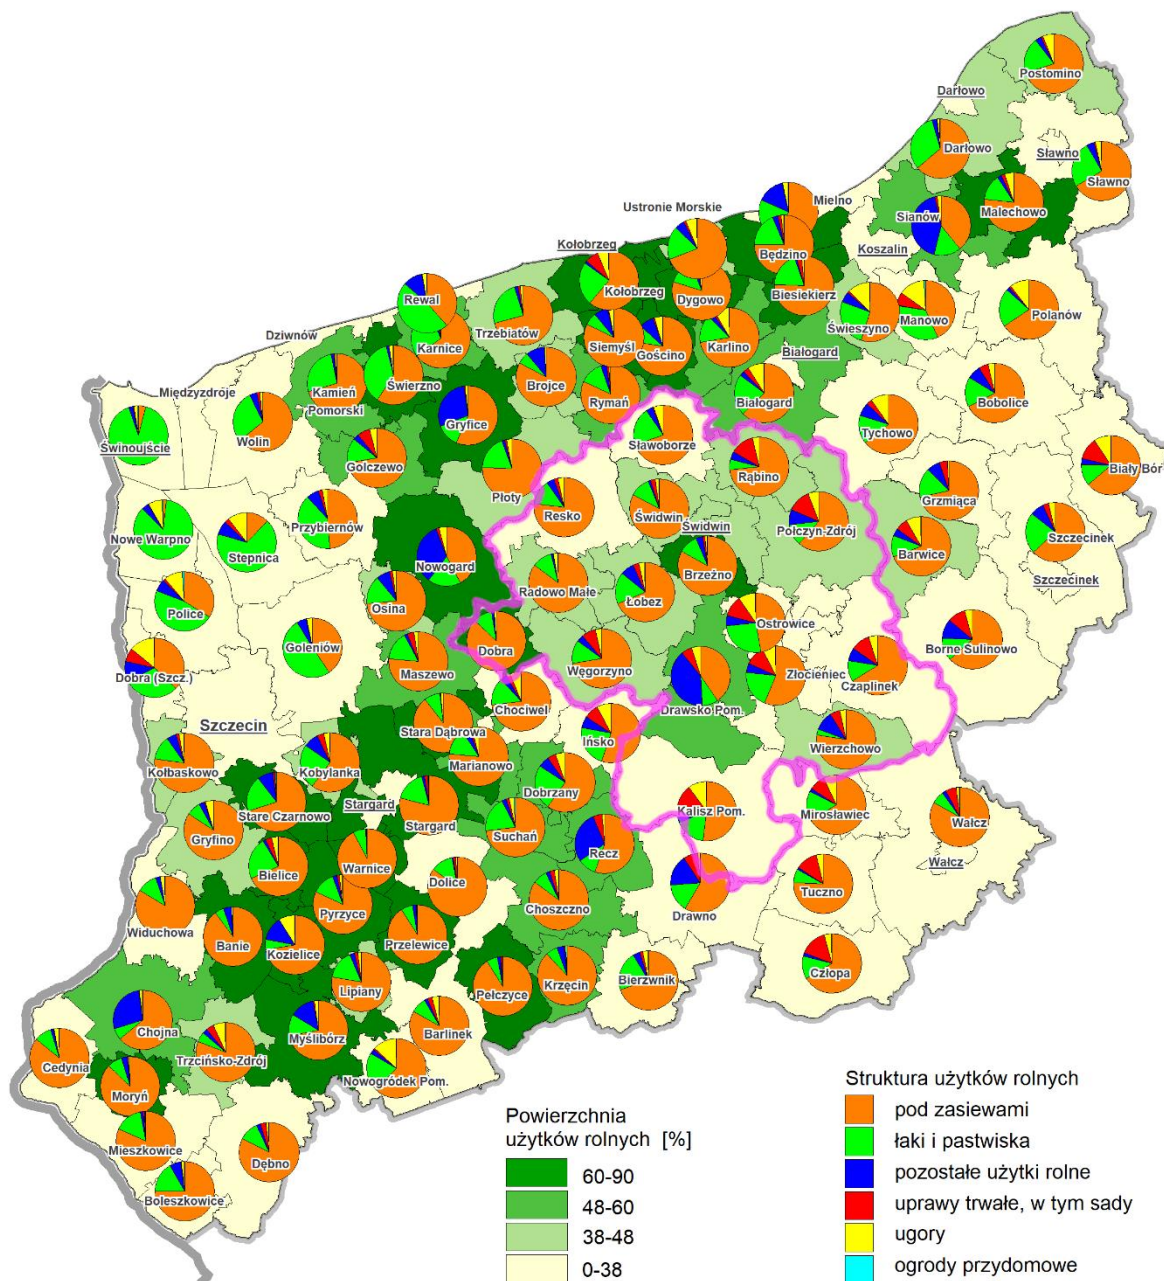 Postomino
Darłowo
Darłowo
Sławno
Sławno
Malechowo
Sianów
Mielno
Ustronie Morskie
Koszalin
Będzino
Kołobrzeg
Kołobrzeg
Dygowo
Biesiekierz
Rewal
Trzebiatów
Świeszyno
Manowo
Polanów
Dziwnów
Karnice
Siemyśl
Gościno
Karlino
Białogard
Międzyzdroje
Kamień
Pomorski
Świerzno
Brojce
Rymań
Białogard
Bobolice
Wolin
Gryfice
Sławoborze
Tychowo
Świnoujście
Golczewo
Płoty
Rąbino
Biały Bór
Resko
Świdwin
Świdwin
Połczyn-Zdrój
Grzmiąca
Szczecinek
Szczecinek
Nowe Warpno
Stepnica
Przybiernów
Nowogard
Brzeżno
Barwice
Police
Osina
Radowo Małe
Łobez
Ostrowice
Goleniów
Dobra
Węgorzyno
Borne Sulinowo
Dobra (Szcz.)
Maszewo
Złocieniec
Czaplinek
Chociwel
Drawsko Pom.
Szczecin
Stara Dąbrowa
Ińsko
Wierzchowo
Kołbaskowo
Kobylanka
Marianowo
Dobrzany
Stargard
Stargard
Kalisz Pom.
Mirosławiec
Wałcz
Wałcz
Stare Czarnowo
Gryfino
Suchań
Recz
Bielice
Warnice
Dolice
Drawno
Tuczno
Widuchowa
Pyrzyce
Choszczno
Banie
Kozielice
Przelewice
Człopa
Lipiany
Pełczyce
Krzęcin
Bierzwnik
Chojna
Myślibórz
Barlinek
Cedynia
Trzcińsko-Zdrój
Nowogródek Pom.
Moryń
Mieszkowice
Dębno
Boleszkowice
Powierzchnia
użytków rolnych [%]
60-90
48-60
38-48
0-38
Struktura użytków rolnych
pod zasiewami
łaki i pastwiska
pozostałe użytki rolne
uprawy trwałe, w tym sady
ugory
ogrody przydomowe